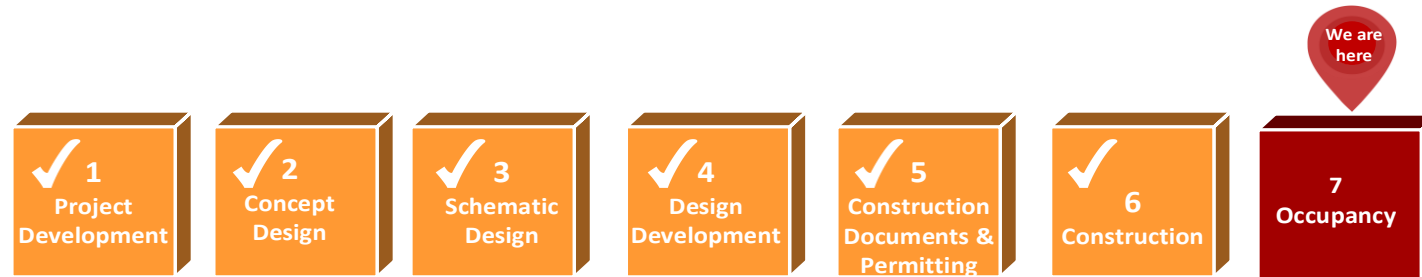 We are
here
1
Project
Development
2
Concept
Design
3
Schematic
Design
4
Design
Development
5
Construction
Documents &
Permitting
6
Construction
7
Occupancy